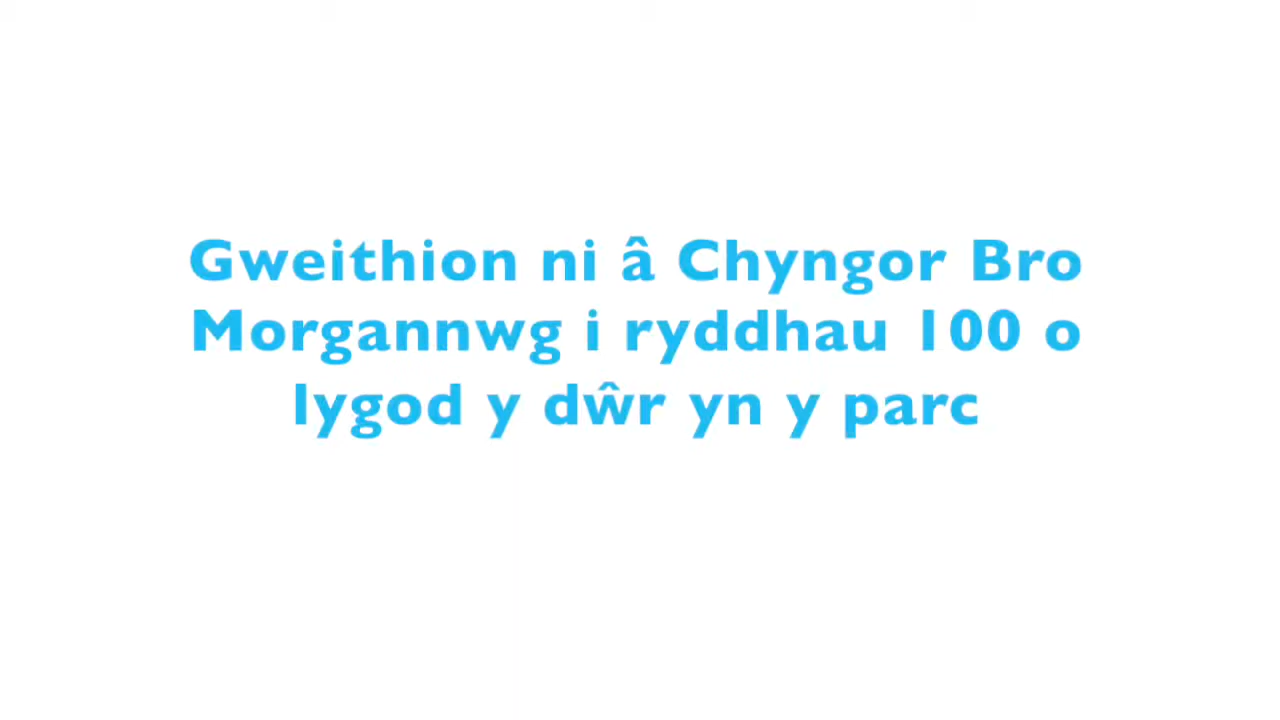 Gweithion ni â Chyngor Bro
Morgannwg i ryddhau 100 o
lygod y dŵr yn y parc